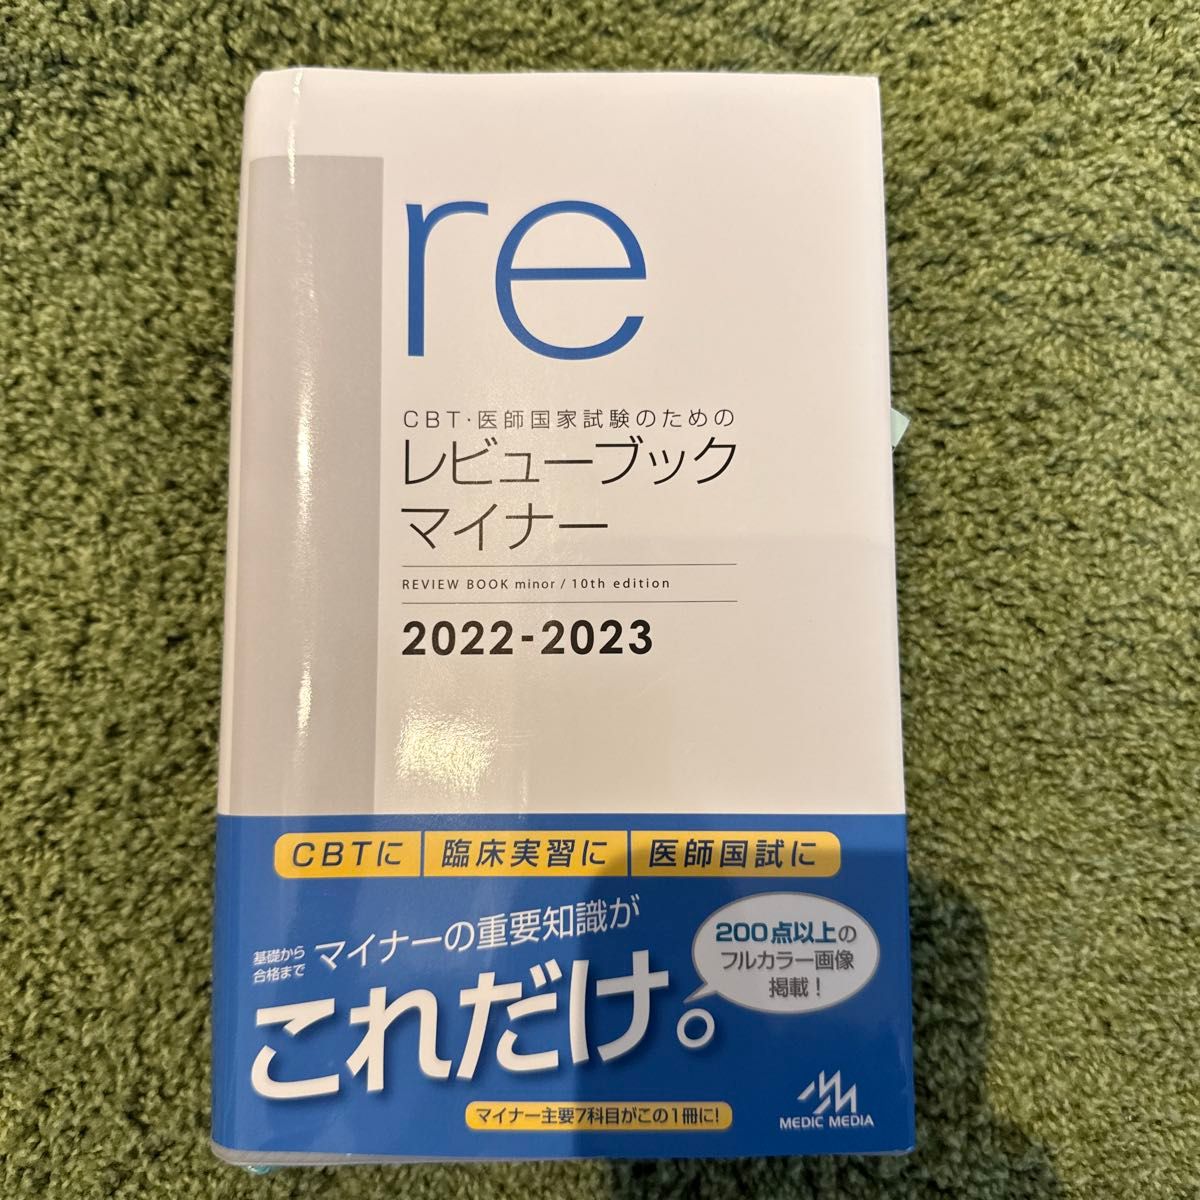 re
CBT・医師国家試験のための
レビューブック
マイナー
REVIEW BOOK minor / 10th edition
2022-2023
CBTに 臨床実習に 医師国試に
基礎から
合格まで
マイナーの重要知識が
これだけ。
200点以上の
フルカラー画像
掲載！
マイナー主要7科目がこの1冊に!
MEDIC MEDIA